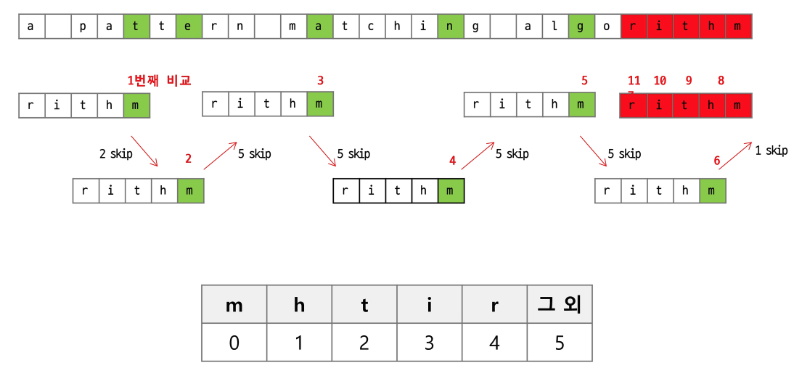 a p a t t e r n m a t c h i n g a l g o r i t h m
1번째 비교 3 5 11 10 9 8
r i t h m r i t h m r i t h m r i t h m
2 skip 2 5 skip 5 skip 4 5 skip 5 skip 6 1 skip
r i t h m r i t h m r i t h m
m h t i r 그 외
0 1 2 3 4 5